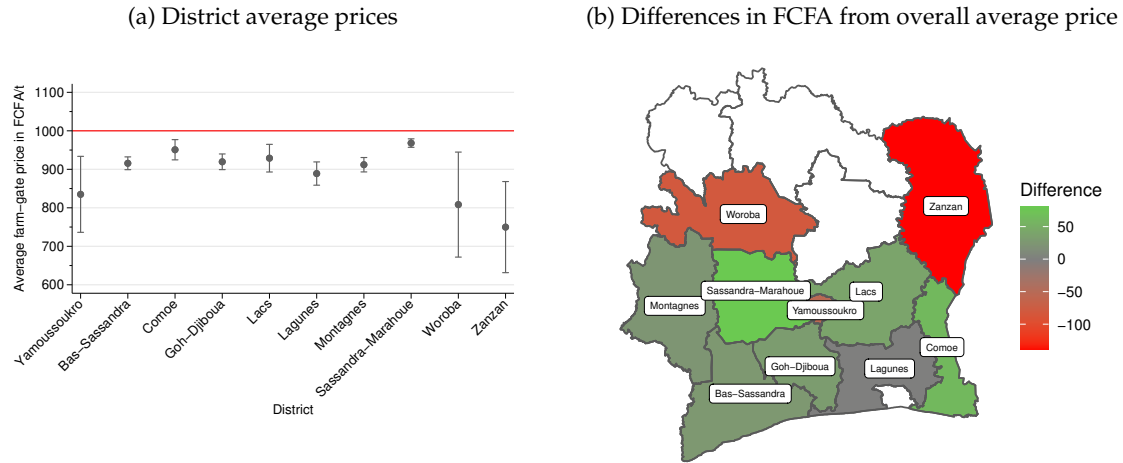 (a) District average prices
Average farm−gate price in FCFA/t
1100
1000
900
800
700
600
Yamoussoukro
Bas−Sassandra
Comoe
Goh−Djiboua
Lacs
Lagunes
Montagnes
Sassandra−Marahoue
Woroba
Zanzan
District
(b) Differences in FCFA from overall average price
Zanzan
Woroba
Sassandra−Marahoue
Lacs
Montagnes
Yamoussoukro
Comoe
Goh−Djiboua
Lagunes
Bas−Sassandra
Difference
50
0
−50
−100